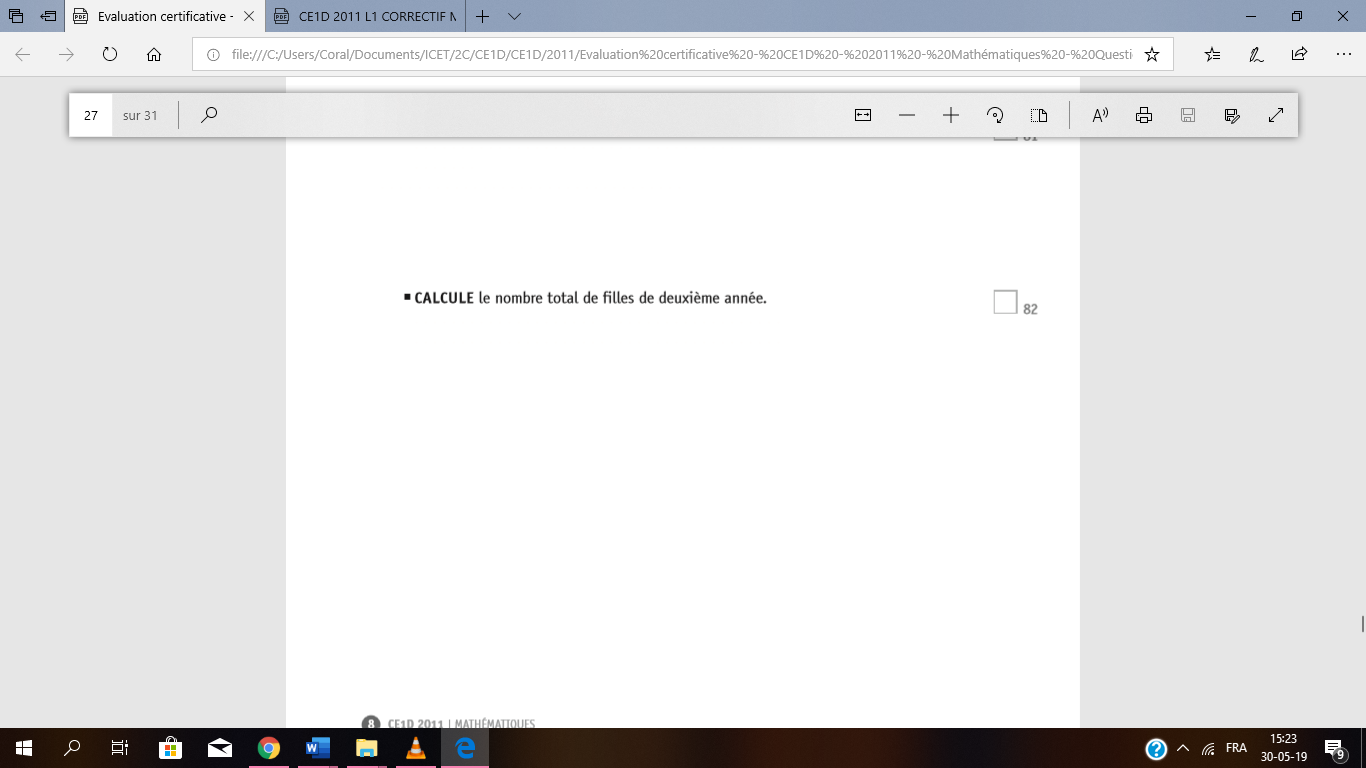 Evaluation certificative -
CE1D 2011 L1 CORRECTIF M
file:///C:/Users/Coral/Documents/ICET/2C/CE1D/CE1D/2011/Evaluation%20certificative%20-%20CE1D%20-%202011%20-%20Mathématiques%20-%20Questi
27 sur 31
81
▪ CALCULE le nombre total de filles de deuxième année.
82
8 CE1D 2011 | MATHÉMATIQUES
FRA
15:23
30-05-19
9